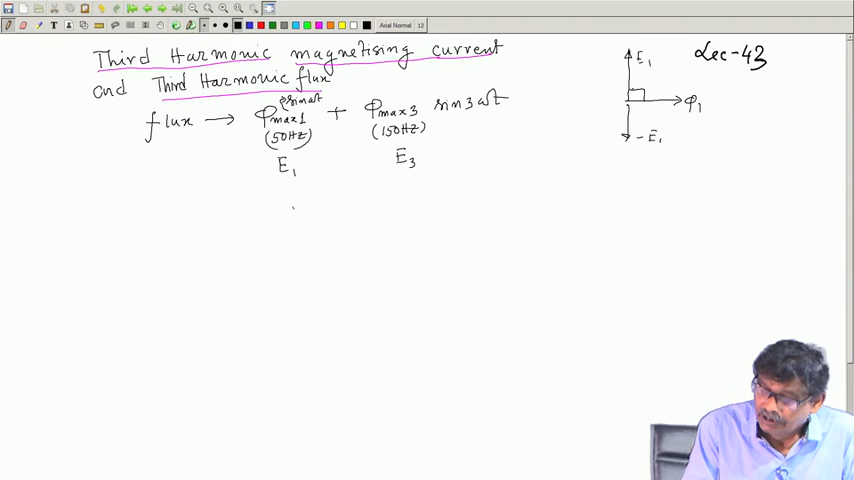 Third Harmonic magnetising current
and Third Harmonic flux
flux → φmax1 sinωt + φmax3 sin3ωt
(50HZ) (150HZ)
E1 E3
Lec-43
E1
φ1
-E1
Arial Normal 12